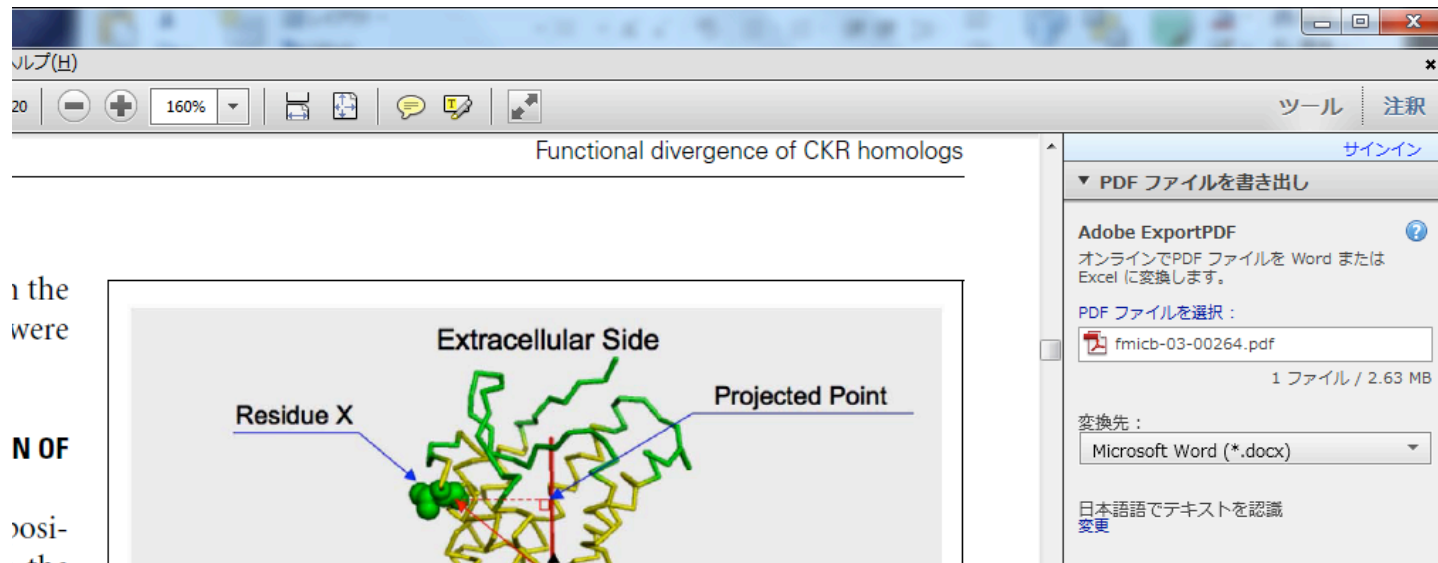 ヘルプ(H)
20
160%
ツール
注釈
Functional divergence of CKR homologs
サインイン
PDF ファイルを書き出し
Adobe ExportPDF
オンラインでPDF ファイルを Word または
Excel に変換します。
PDF ファイルを選択：
fmicb-03-00264.pdf
1 ファイル / 2.63 MB
変換先：
Microsoft Word (*.docx)
日本語語でテキストを認識
変更
the
were
N OF
posi-
the
Extracellular Side
Residue X
Projected Point